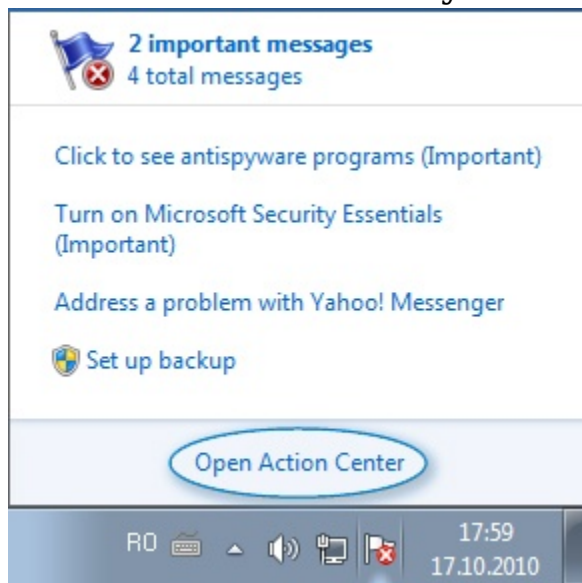 2 important messages
4 total messages
Click to see antispyware programs (Important)
Turn on Microsoft Security Essentials
(Important)
Address a problem with Yahoo! Messenger
Set up backup
Open Action Center
RO
17:59
17.10.2010